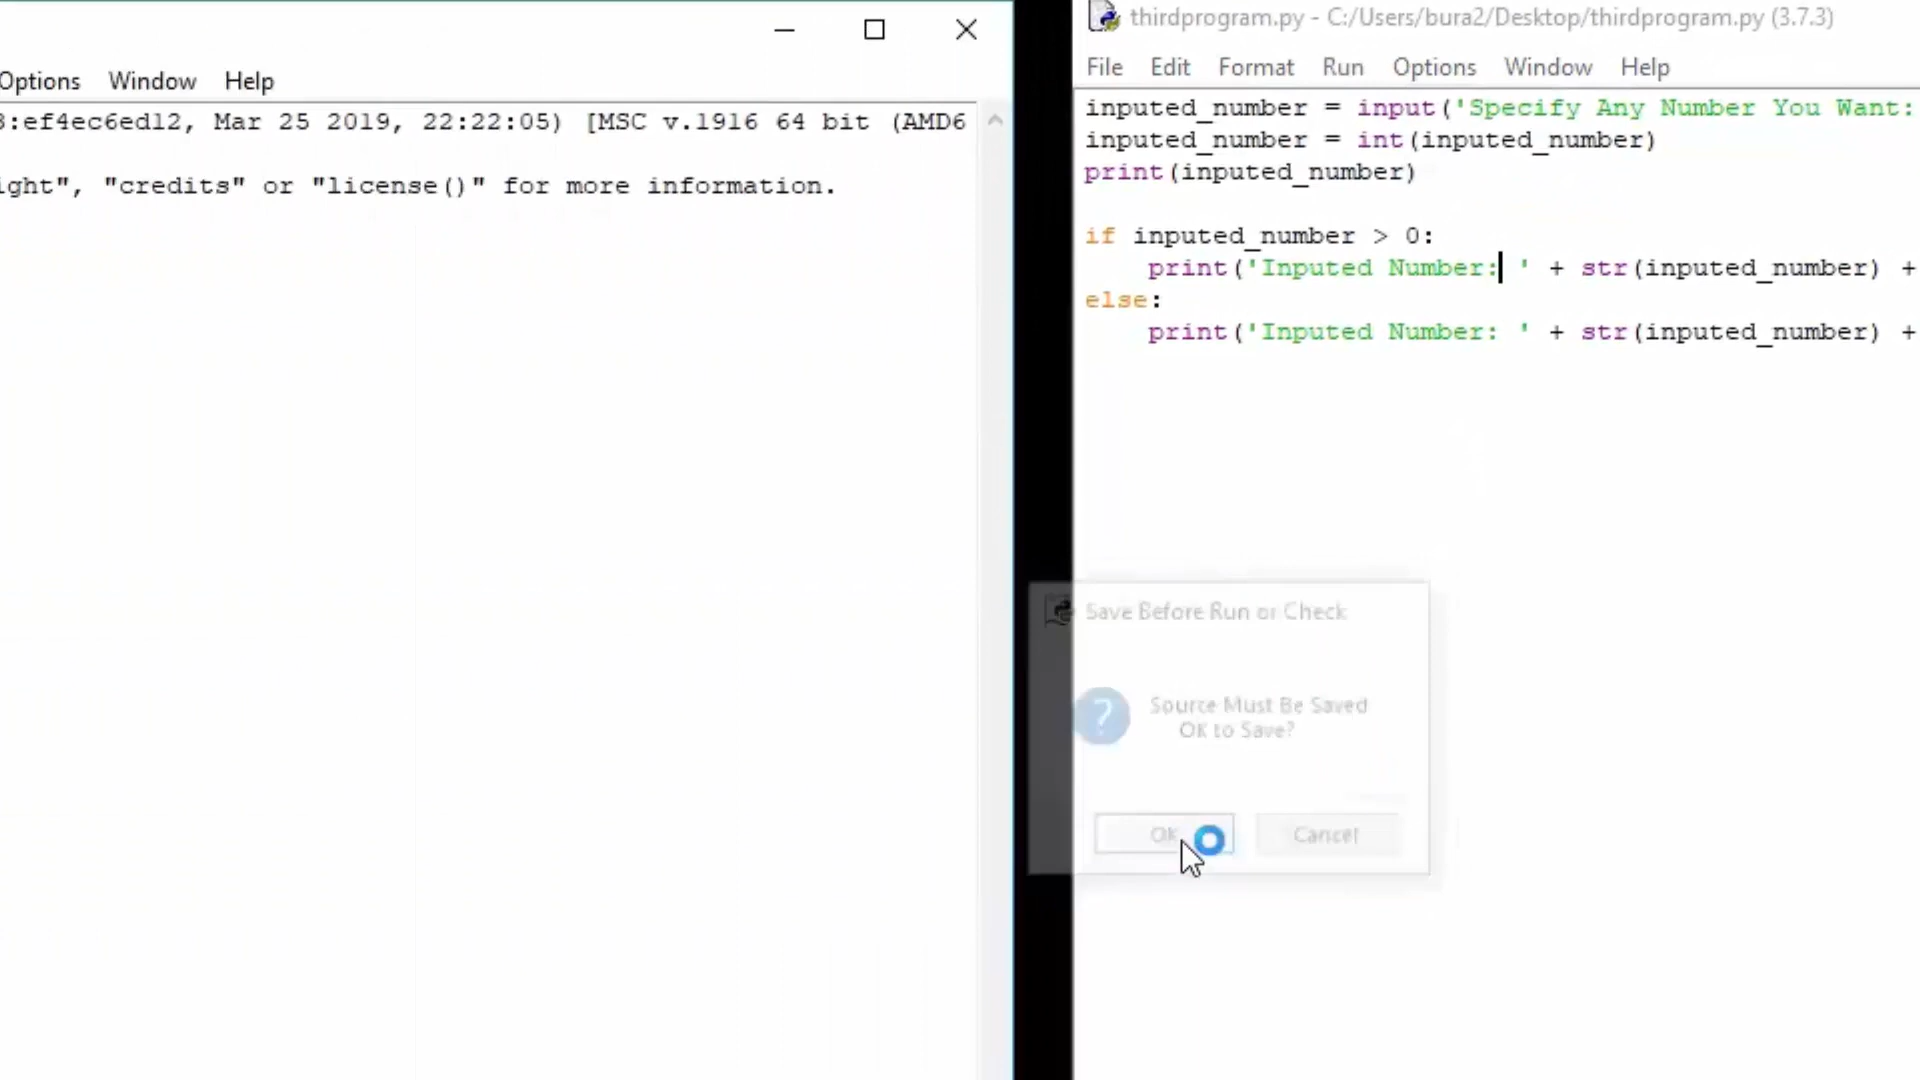 Options Window Help
3:ef4ec6ed12, Mar 25 2019, 22:22:05) [MSC v.1916 64 bit (AMD6
ight", "credits" or "license()" for more information.
thirdprogram.py - C:/Users/bura2/Desktop/thirdprogram.py (3.7.3)
File Edit Format Run Options Window Help
inputed_number = input('Specify Any Number You Want:
inputed_number = int(inputed_number)
print(inputed_number)
if inputed_number > 0:
print('Inputed Number: ' + str(inputed_number) +
else:
print('Inputed Number: ' + str(inputed_number) +
Save Before Run or Check
Source Must Be Saved
OK to Save?
OK Cancel